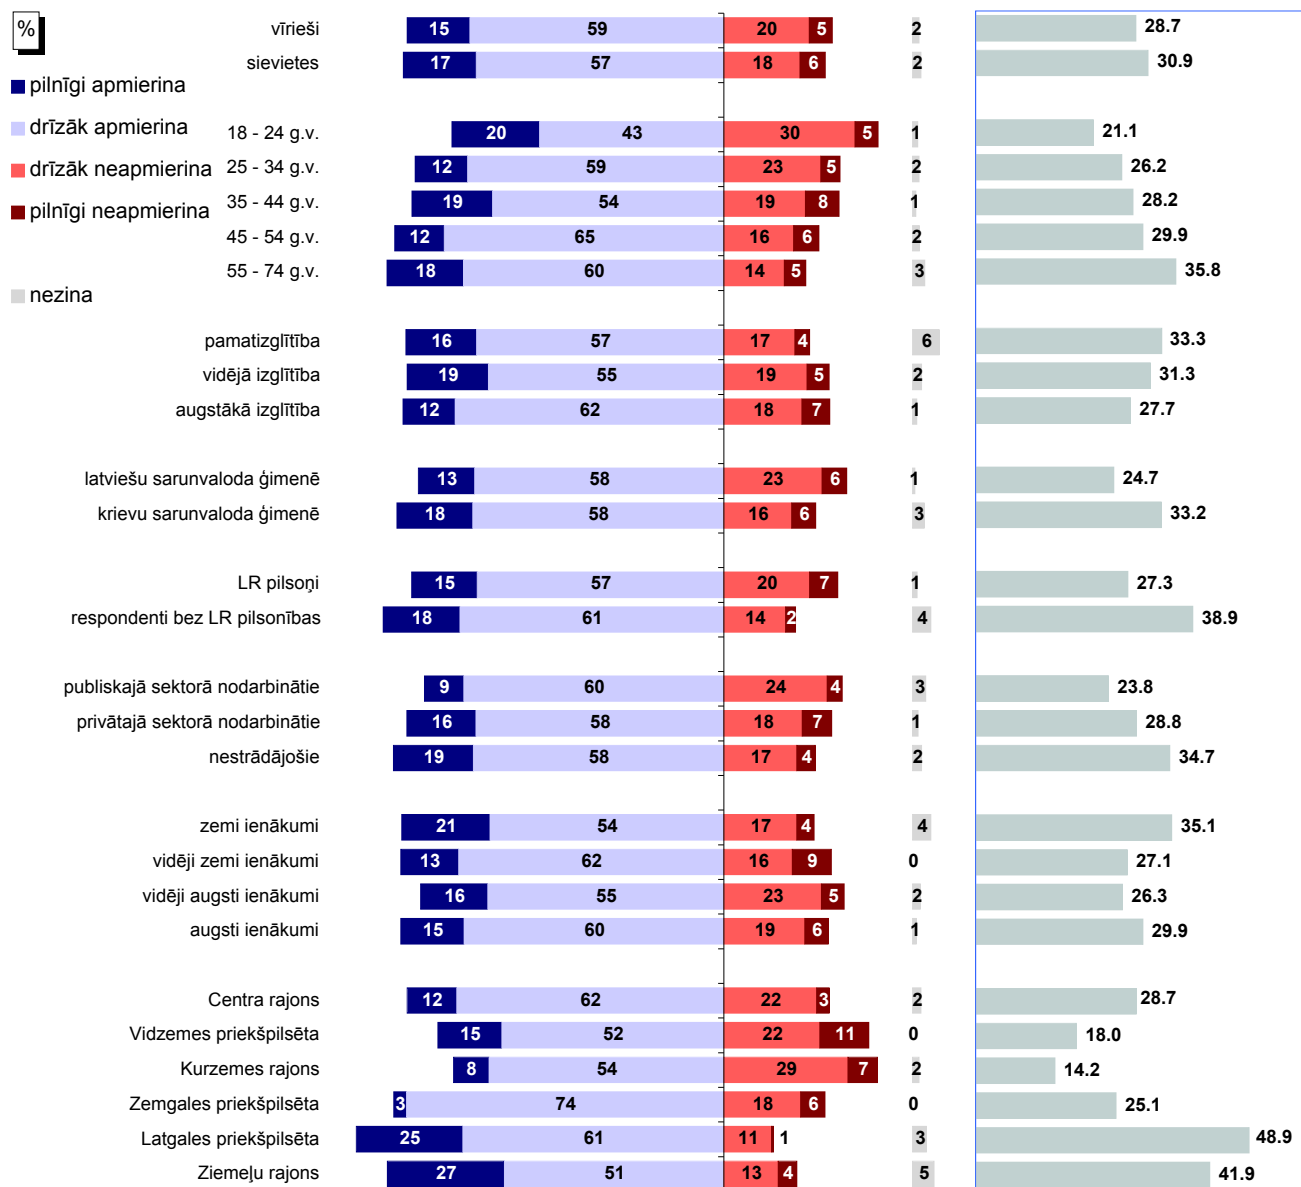 %
pilnīgi apmierina
drīzāk apmierina
drīzāk neapmierina
pilnīgi neapmierina
nezina
vīrieši 15 59 20 5 2 28.7
sievietes 17 57 18 6 2 30.9
18 - 24 g.v. 20 43 30 5 1 21.1
25 - 34 g.v. 12 59 23 5 2 26.2
35 - 44 g.v. 19 54 19 8 1 28.2
45 - 54 g.v. 12 65 16 6 2 29.9
55 - 74 g.v. 18 60 14 5 3 35.8
pamatizglītība 16 57 17 4 6 33.3
vidējā izglītība 19 55 19 5 2 31.3
augstākā izglītība 12 62 18 7 1 27.7
latviešu sarunvaloda ģimenē 13 58 23 6 1 24.7
krievu sarunvaloda ģimenē 18 58 16 6 3 33.2
LR pilsoņi 15 57 20 7 1 27.3
respondenti bez LR pilsonības 18 61 14 2 4 38.9
publiskajā sektorā nodarbinātie 9 60 24 4 3 23.8
privātajā sektorā nodarbinātie 16 58 18 7 1 28.8
nestrādājošie 19 58 17 4 2 34.7
zemi ienākumi 21 54 17 4 4 35.1
vidēji zemi ienākumi 13 62 16 9 0 27.1
vidēji augsti ienākumi 16 55 23 5 2 26.3
augsti ienākumi 15 60 19 6 1 29.9
Centra rajons 12 62 22 3 2 28.7
Vidzemes priekšpilsēta 15 52 22 11 0 18.0
Kurzemes rajons 8 54 29 7 2 14.2
Zemgales priekšpilsēta 3 74 18 6 0 25.1
Latgales priekšpilsēta 25 61 11 1 3 48.9
Ziemeļu rajons 27 51 13 4 5 41.9